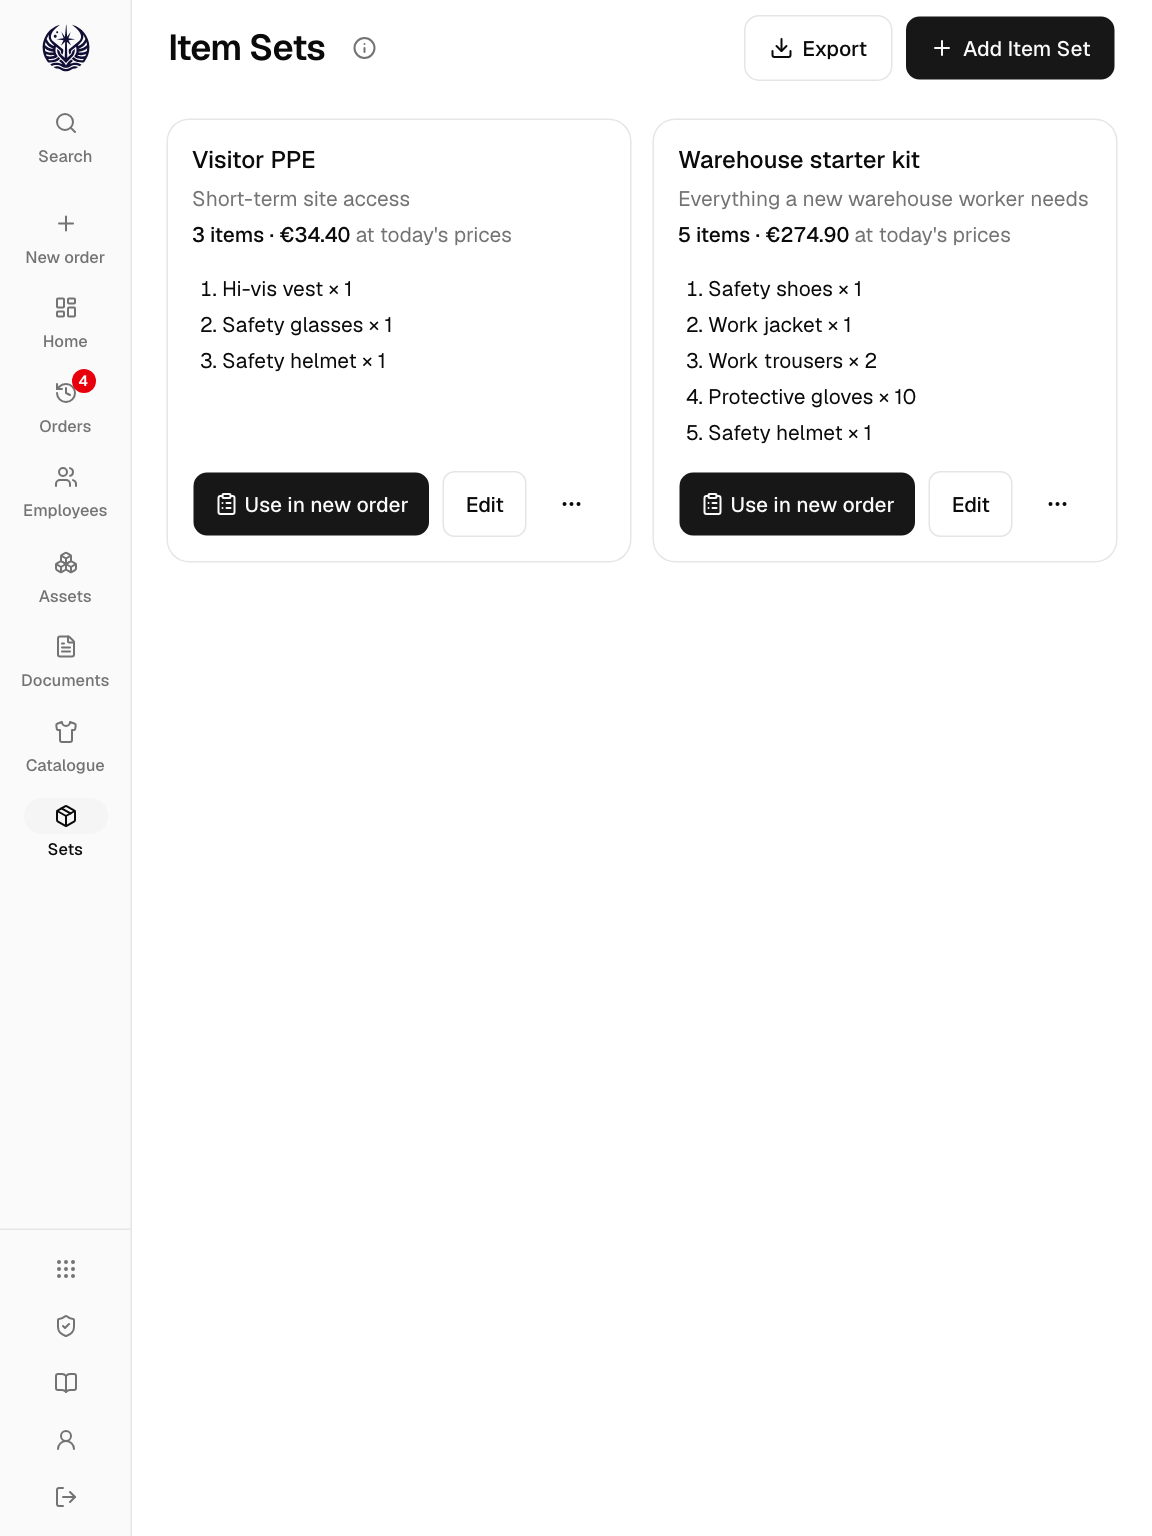 Item Sets
Export
Add Item Set
Search
New order
Home
4
Orders
Employees
Assets
Documents
Catalogue
Sets
Visitor PPE
Short-term site access
3 items · €34.40 at today's prices
1. Hi-vis vest × 1
2. Safety glasses × 1
3. Safety helmet × 1
Use in new order
Edit
Warehouse starter kit
Everything a new warehouse worker needs
5 items · €274.90 at today's prices
1. Safety shoes × 1
2. Work jacket × 1
3. Work trousers × 2
4. Protective gloves × 10
5. Safety helmet × 1
Use in new order
Edit